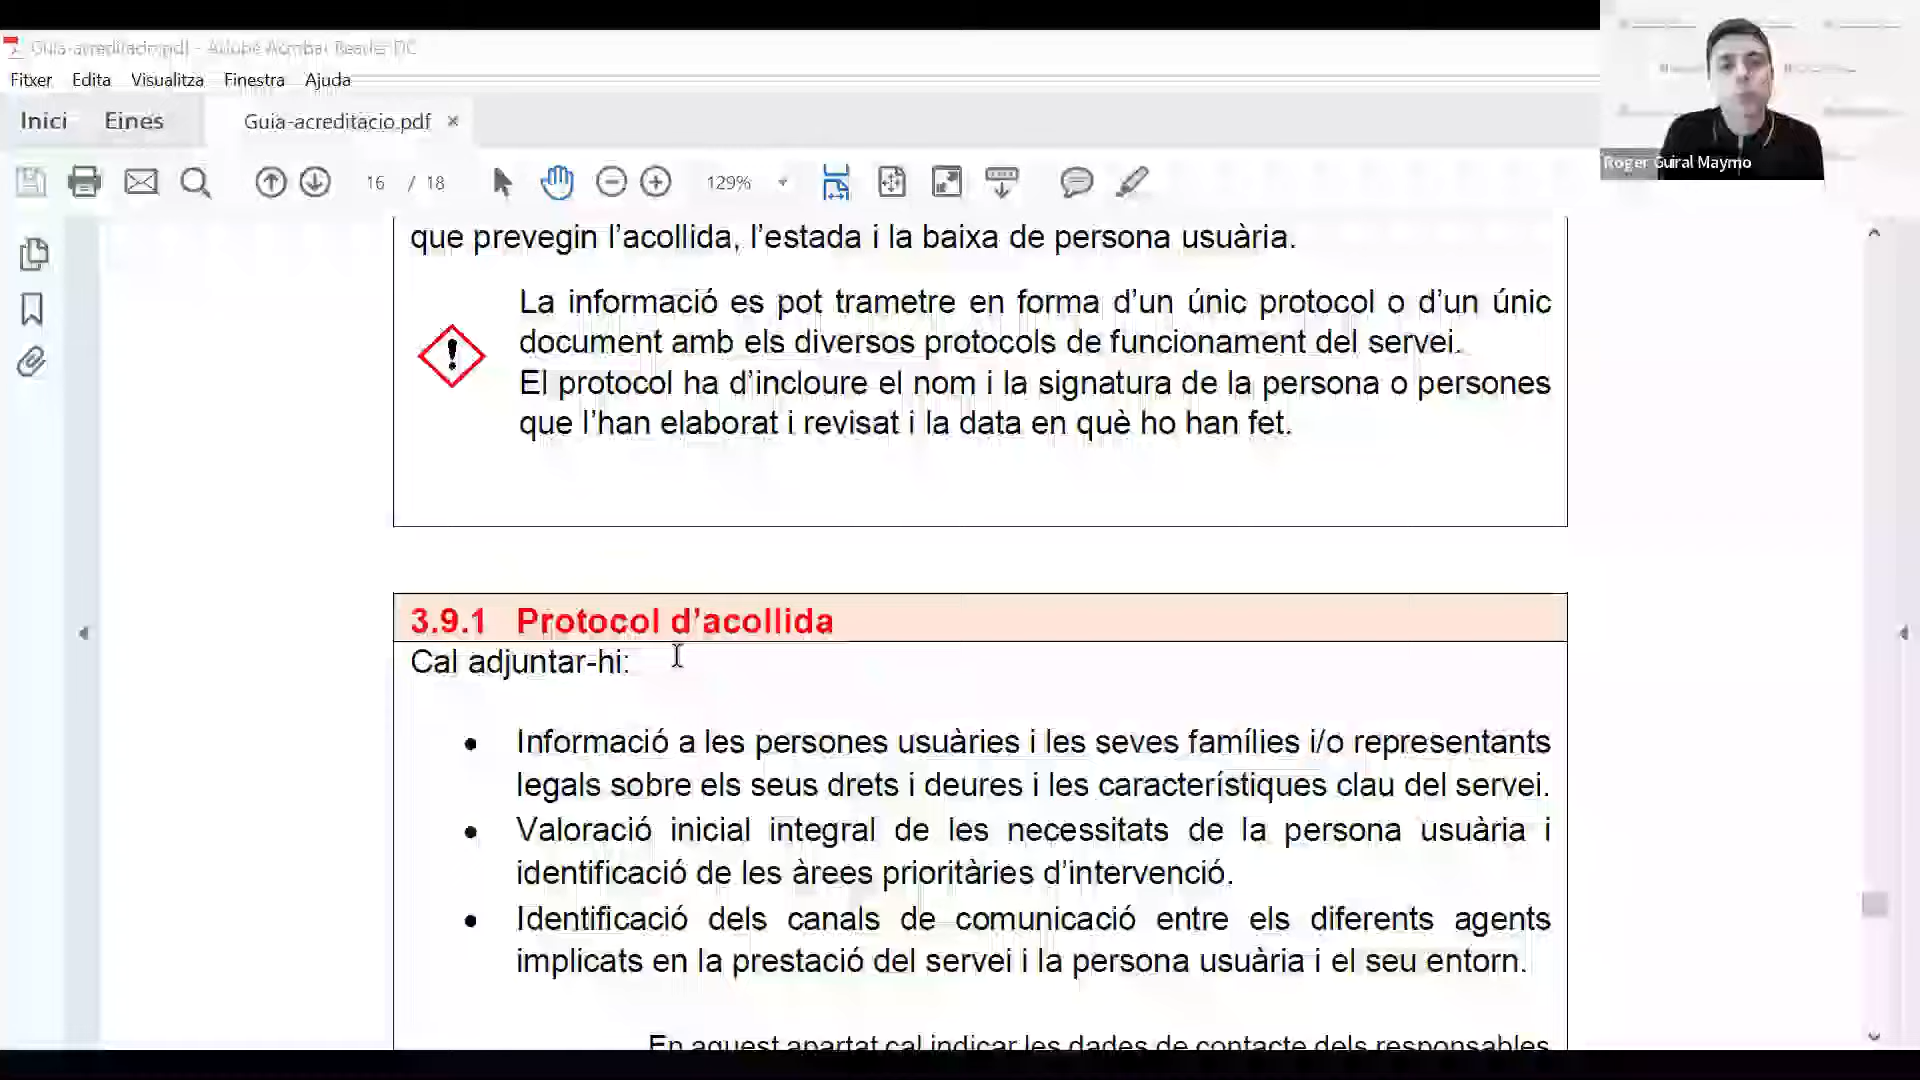 Guia-acreditacio.pdf - Adobe Acrobat Reader DC
Fitxer Edita Visualitza Finestra Ajuda
Inici Eines Guia-acreditacio.pdf ×
16 / 18 129%
Roger Guiral Maymo
que prevegin l’acollida, l’estada i la baixa de persona usuària.
La informació es pot trametre en forma d’un únic protocol o d’un únic
document amb els diversos protocols de funcionament del servei.
El protocol ha d’incloure el nom i la signatura de la persona o persones
que l’han elaborat i revisat i la data en què ho han fet.
3.9.1 Protocol d’acollida
Cal adjuntar-hi:
• Informació a les persones usuàries i les seves famílies i/o representants
legals sobre els seus drets i deures i les característiques clau del servei.
• Valoració inicial integral de les necessitats de la persona usuària i
identificació de les àrees prioritàries d’intervenció.
• Identificació dels canals de comunicació entre els diferents agents
implicats en la prestació del servei i la persona usuària i el seu entorn.
En aquest apartat cal indicar les dades de contacte dels responsables